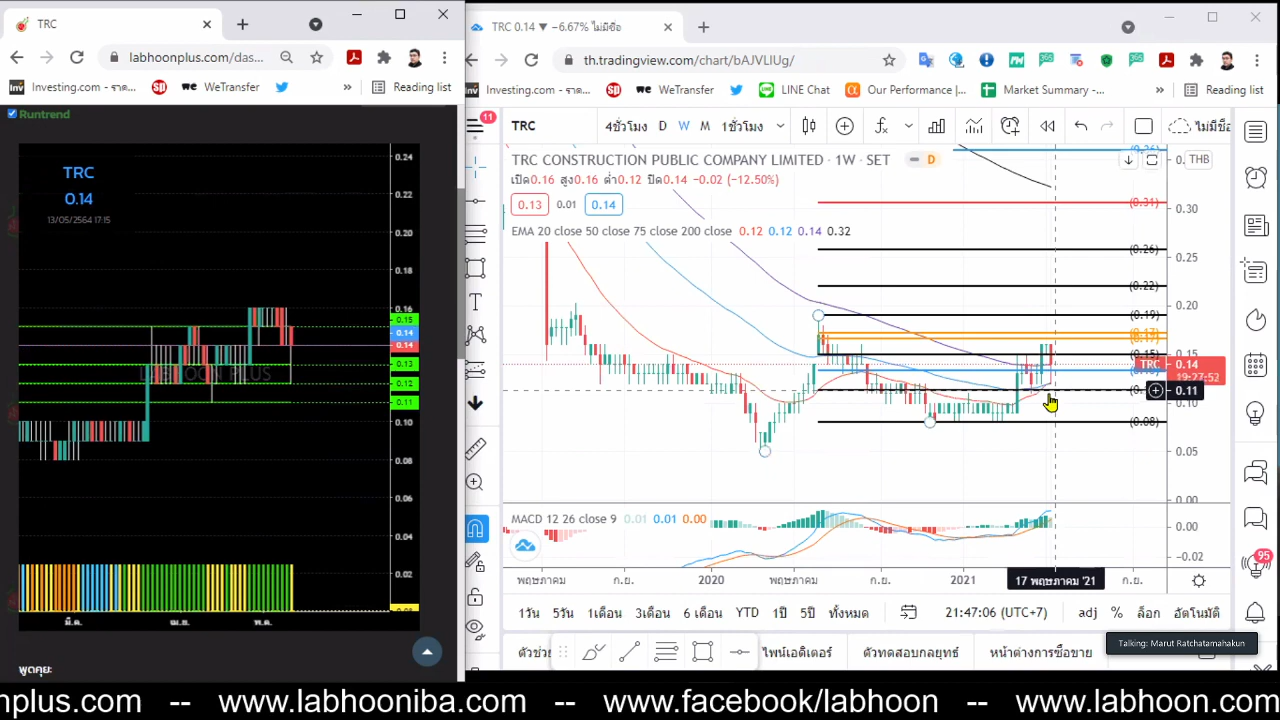 TRC
labhoonplus.com/das...
Investing.com - ราค...
WeTransfer
Reading list
Runtrend
TRC
0.14
13/05/2564 17:15
LABHOON PLUS
0.24
0.22
0.20
0.18
0.16
0.15
0.14
0.14
0.13
0.12
0.11
0.10
0.08
0.06
0.04
0.02
มี.ค.
เม.ย.
พ.ค.
พูดคุย:
TRC 0.14 ▼ −6.67% ไม่มีชื่อ
th.tradingview.com/chart/bAJVLlUg/
Investing.com - ราค...
WeTransfer
LINE Chat
Our Performance |...
Market Summary -...
Reading list
11
TRC
4ชั่วโมง D W M 1ชั่วโมง
ไม่มีชื่อ
TRC CONSTRUCTION PUBLIC COMPANY LIMITED · 1W · SET
D
THB
เปิด0.16 สูง0.16 ต่ำ0.12 ปิด0.14 −0.02 (−12.50%)
0.13 0.01 0.14
EMA 20 close 50 close 75 close 200 close 0.12 0.12 0.14 0.32
(0.31)
0.30
(0.26)
0.25
(0.22)
0.20
(0.19)
0.15
TRC 0.14
19:27:52
0.11
0.10
(0.08)
0.05
0.00
MACD 12 26 close 9 0.01 0.01 0.00
0.00
−0.02
พฤษภาคม
ก.ย.
2020
พฤษภาคม
ก.ย.
2021
17 พฤษภาคม '21
ก.ย.
1วัน 5วัน 1เดือน 3เดือน 6 เดือน YTD 1ปี 5ปี ทั้งหมด
21:47:06 (UTC+7)
adj % ล็อก อัตโนมัติ
95
Talking: Marut Ratchatamahakun
ตัวช่วย
ไพน์เอดิเตอร์
ตัวทดสอบกลยุทธ์
หน้าต่างการซื้อขาย
nplus.com -- www.labhooniba.com -- www.facebook/labhoon -- www.labhoon